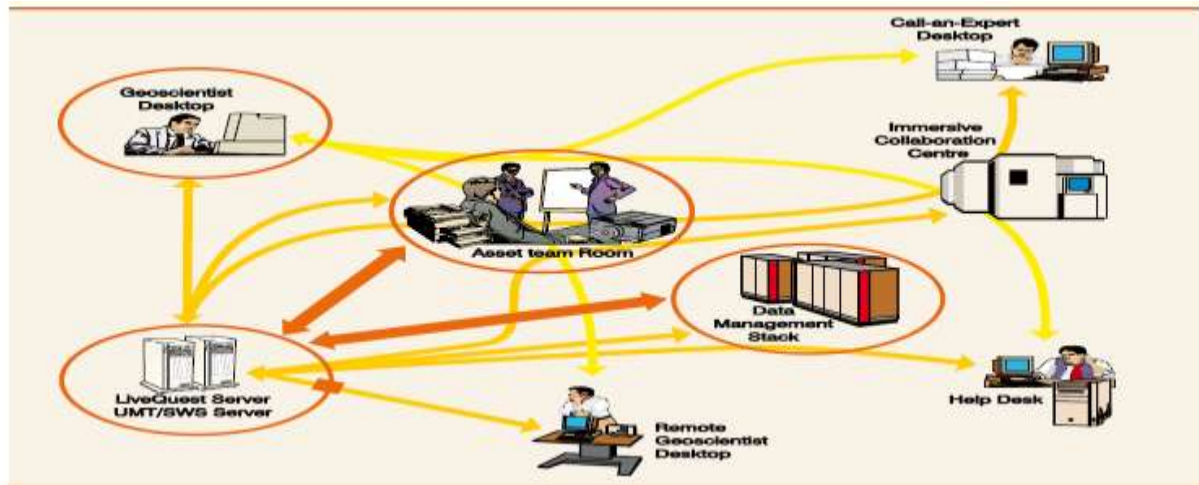 Call-an-Expert
Desktop
Geoscientist
Desktop
Immersive
Collaboration
Centre
Asset team Room
Data
Management
Stack
LiveQuest Server
UMT/SWS Server
Remote
Geoscientist
Desktop
Help Desk